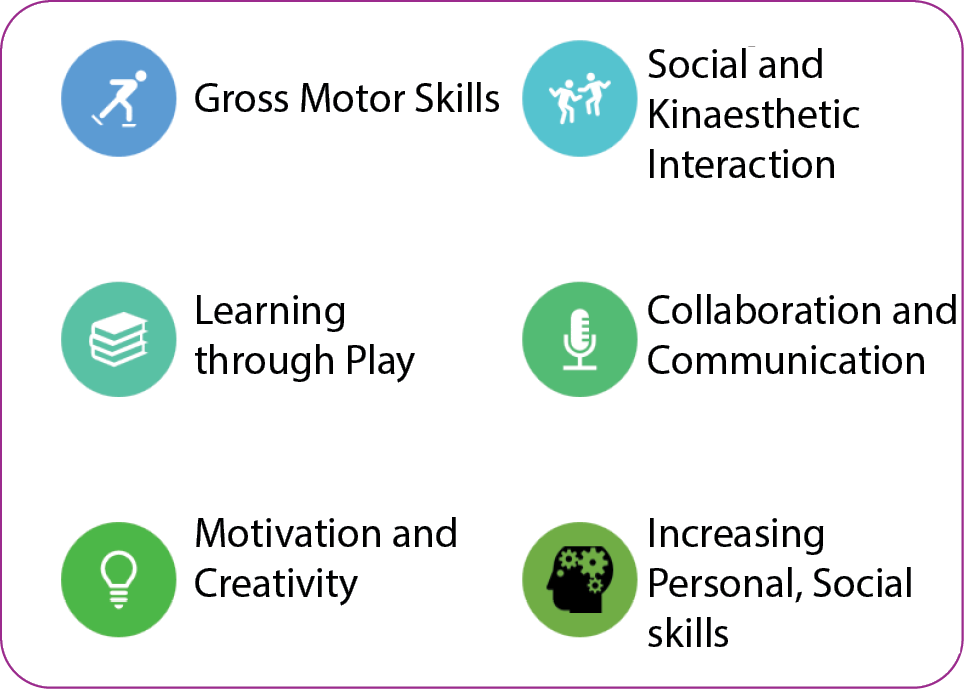 Gross Motor Skills
Social and
Kinaesthetic
Interaction
Learning
through Play
Collaboration and
Communication
Motivation and
Creativity
Increasing
Personal, Social
skills